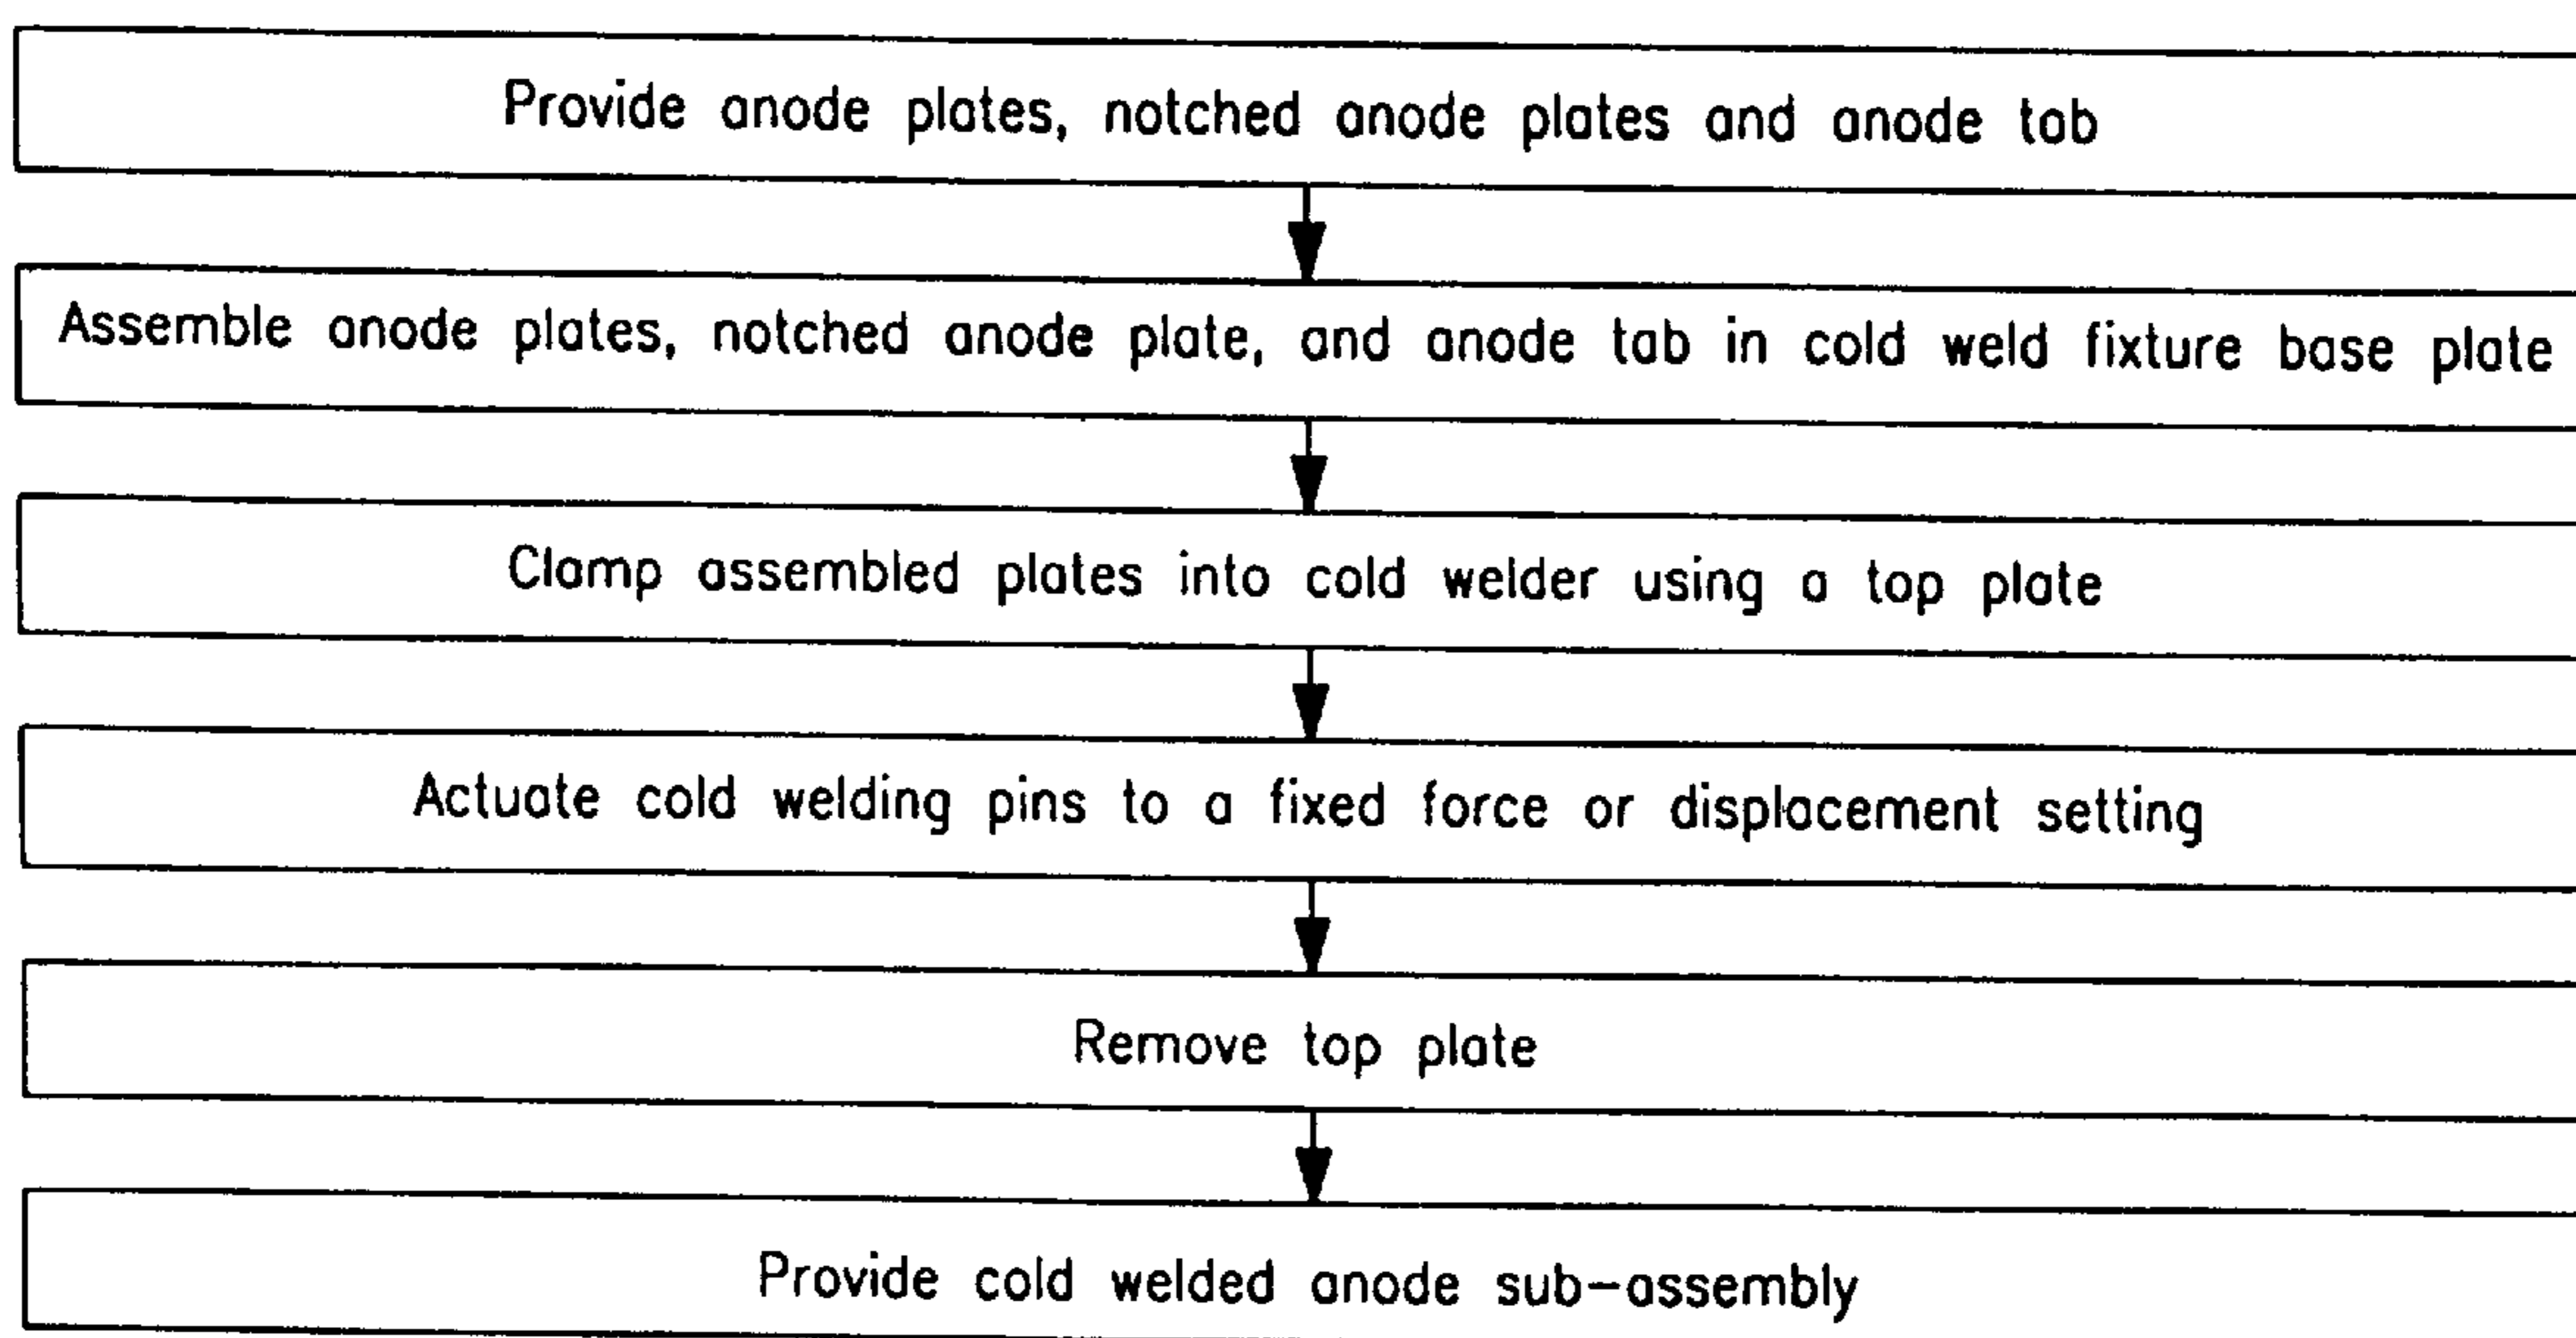 Provide anode plates, notched anode plates and anode tab
Assemble anode plates, notched anode plate, and anode tab in cold weld fixture base plate
Clamp assembled plates into cold welder using a top plate
Actuate cold welding pins to a fixed force or displacement setting
Remove top plate
Provide cold welded anode sub-assembly